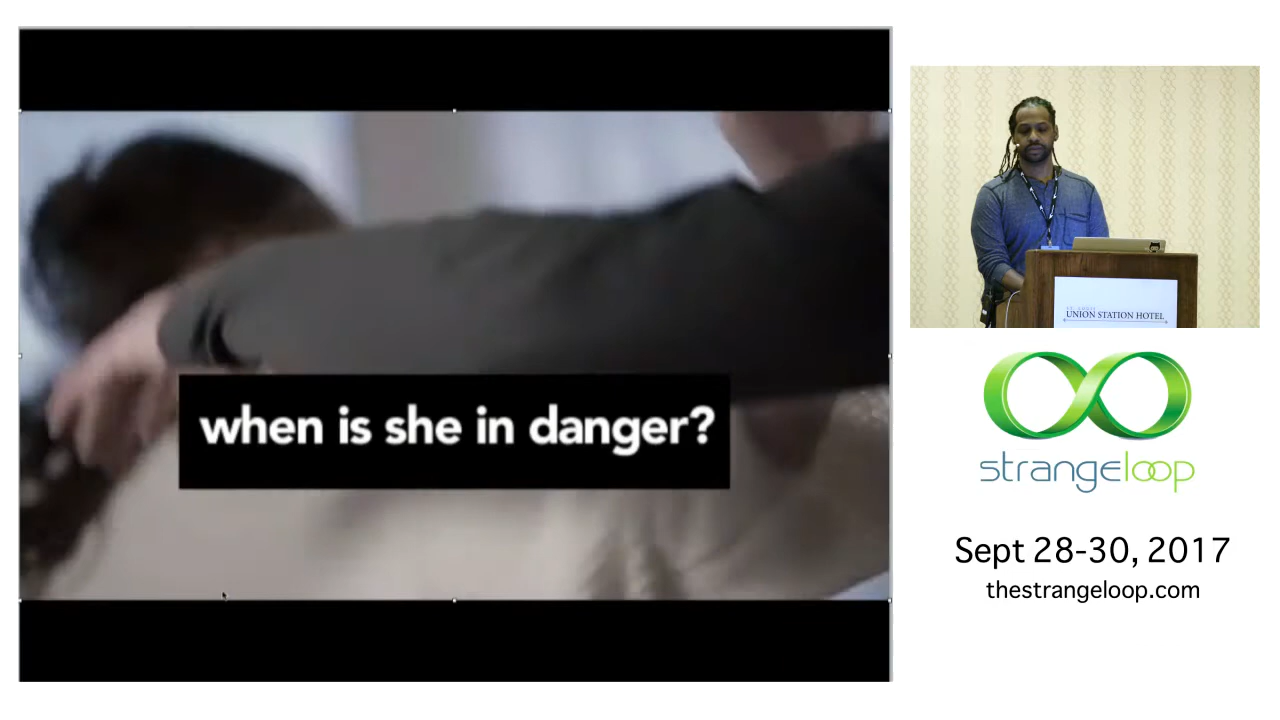 when is she in danger?
UNION STATION HOTEL
strangeloop
Sept 28-30, 2017
thestrangeloop.com